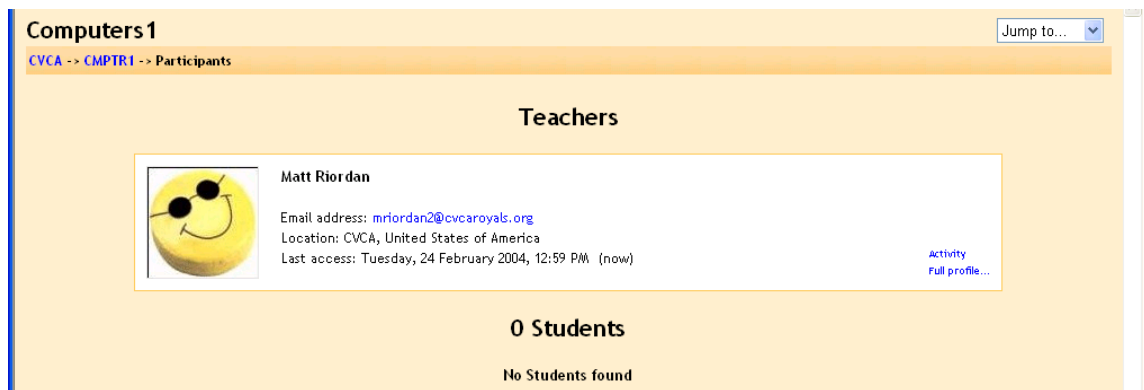 Computers1
Jump to...
CVCA -> CMPTR1 -> Participants
Teachers
Matt Riordan
Email address: mriordan2@cvcaroyals.org
Location: CVCA, United States of America
Last access: Tuesday, 24 February 2004, 12:59 PM (now)
Activity
Full profile...
0 Students
No Students found